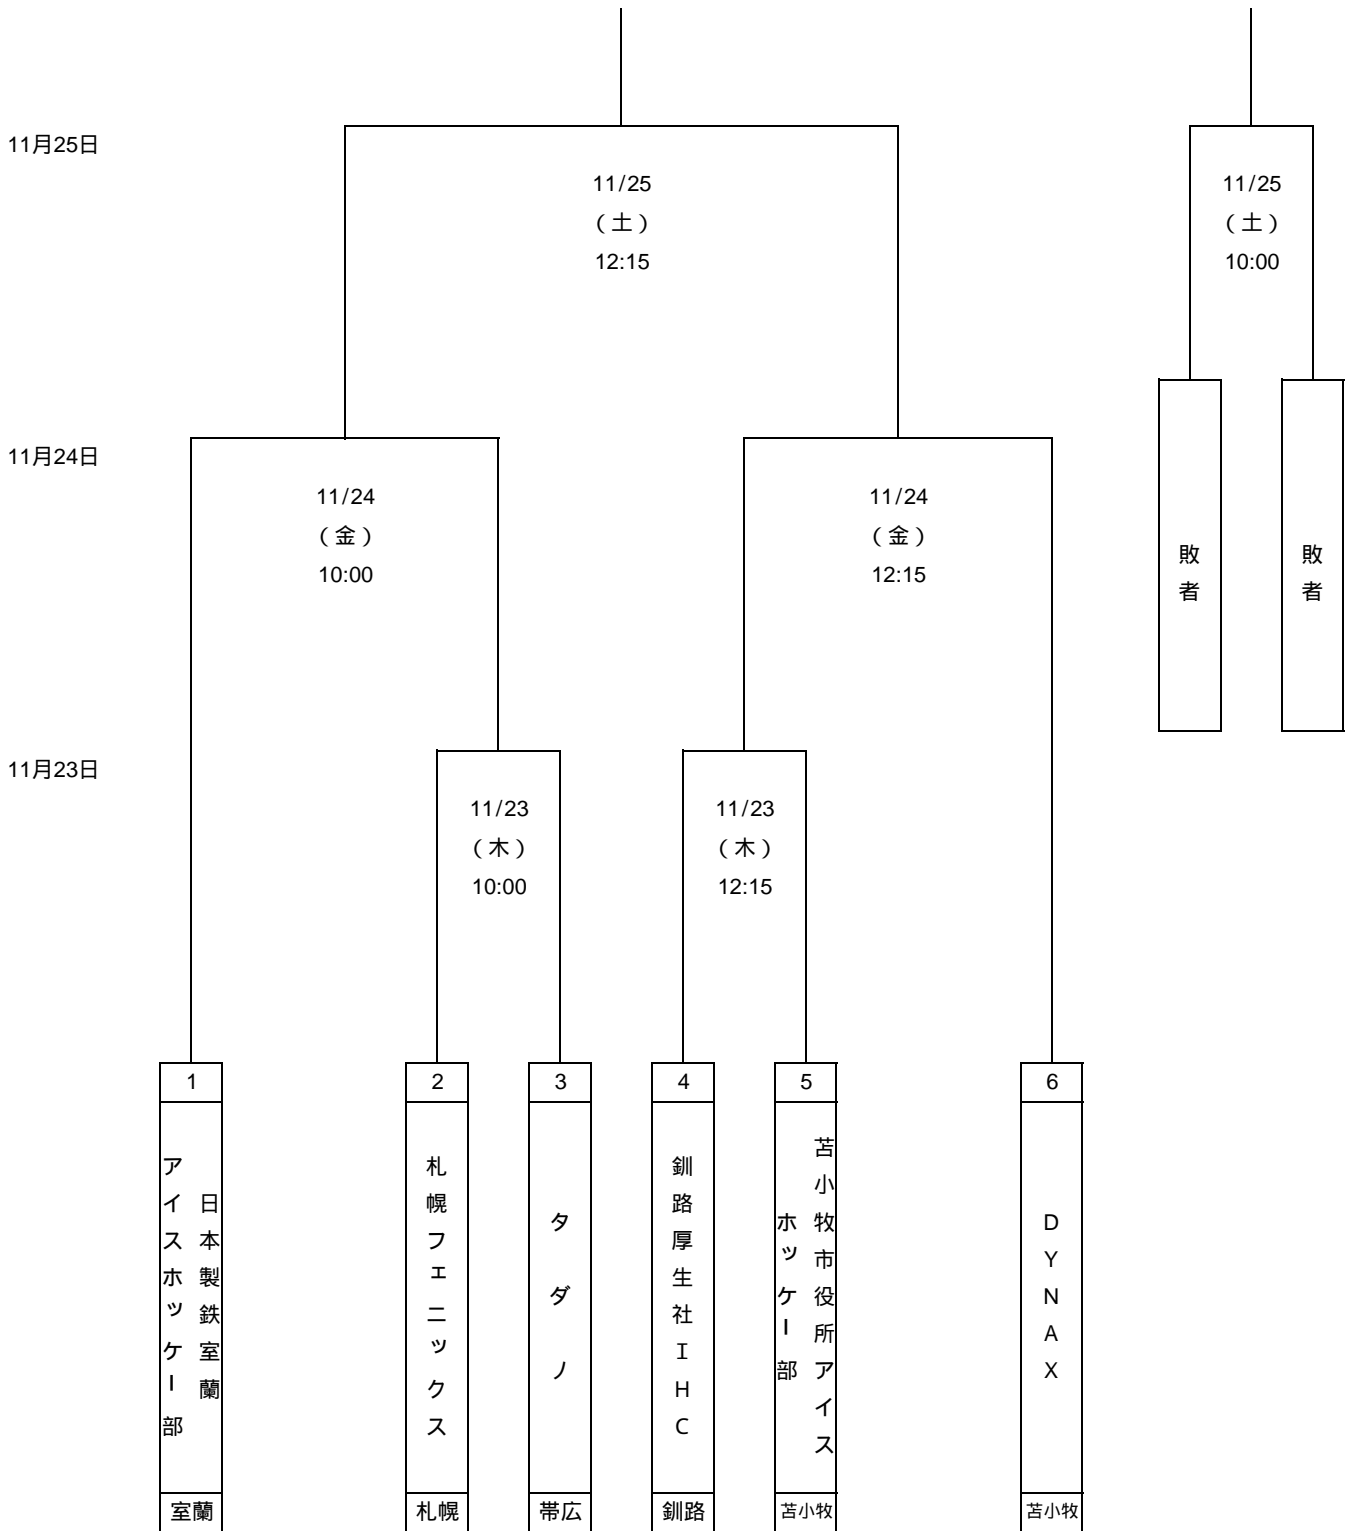 11月25日
11/25
（土）
12:15
11/25
（土）
10:00
11月24日
11/24
（金）
10:00
11/24
（金）
12:15
敗者
敗者
11月23日
11/23
（木）
10:00
11/23
（木）
12:15
1
2
3
4
5
6
日本製鉄室蘭
アイスホッケー部
札幌フェニックス
タダノ
釧路厚生社ＩＨＣ
苫小牧市役所アイス
ホッケー部
ＤＹＮＡＸ
室蘭
札幌
帯広
釧路
苫小牧
苫小牧